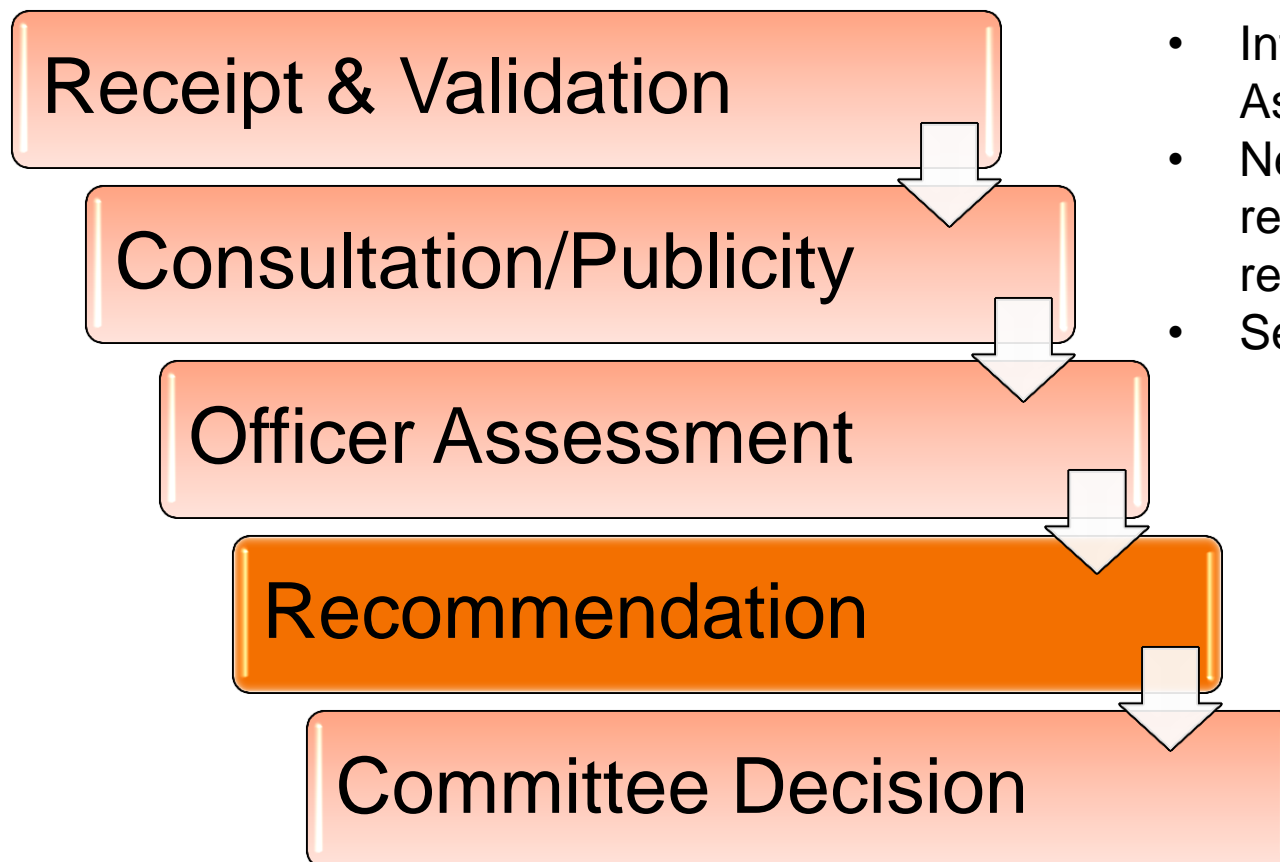 Receipt & Validation
Consultation/Publicity
Officer Assessment
Recommendation
Committee Decision